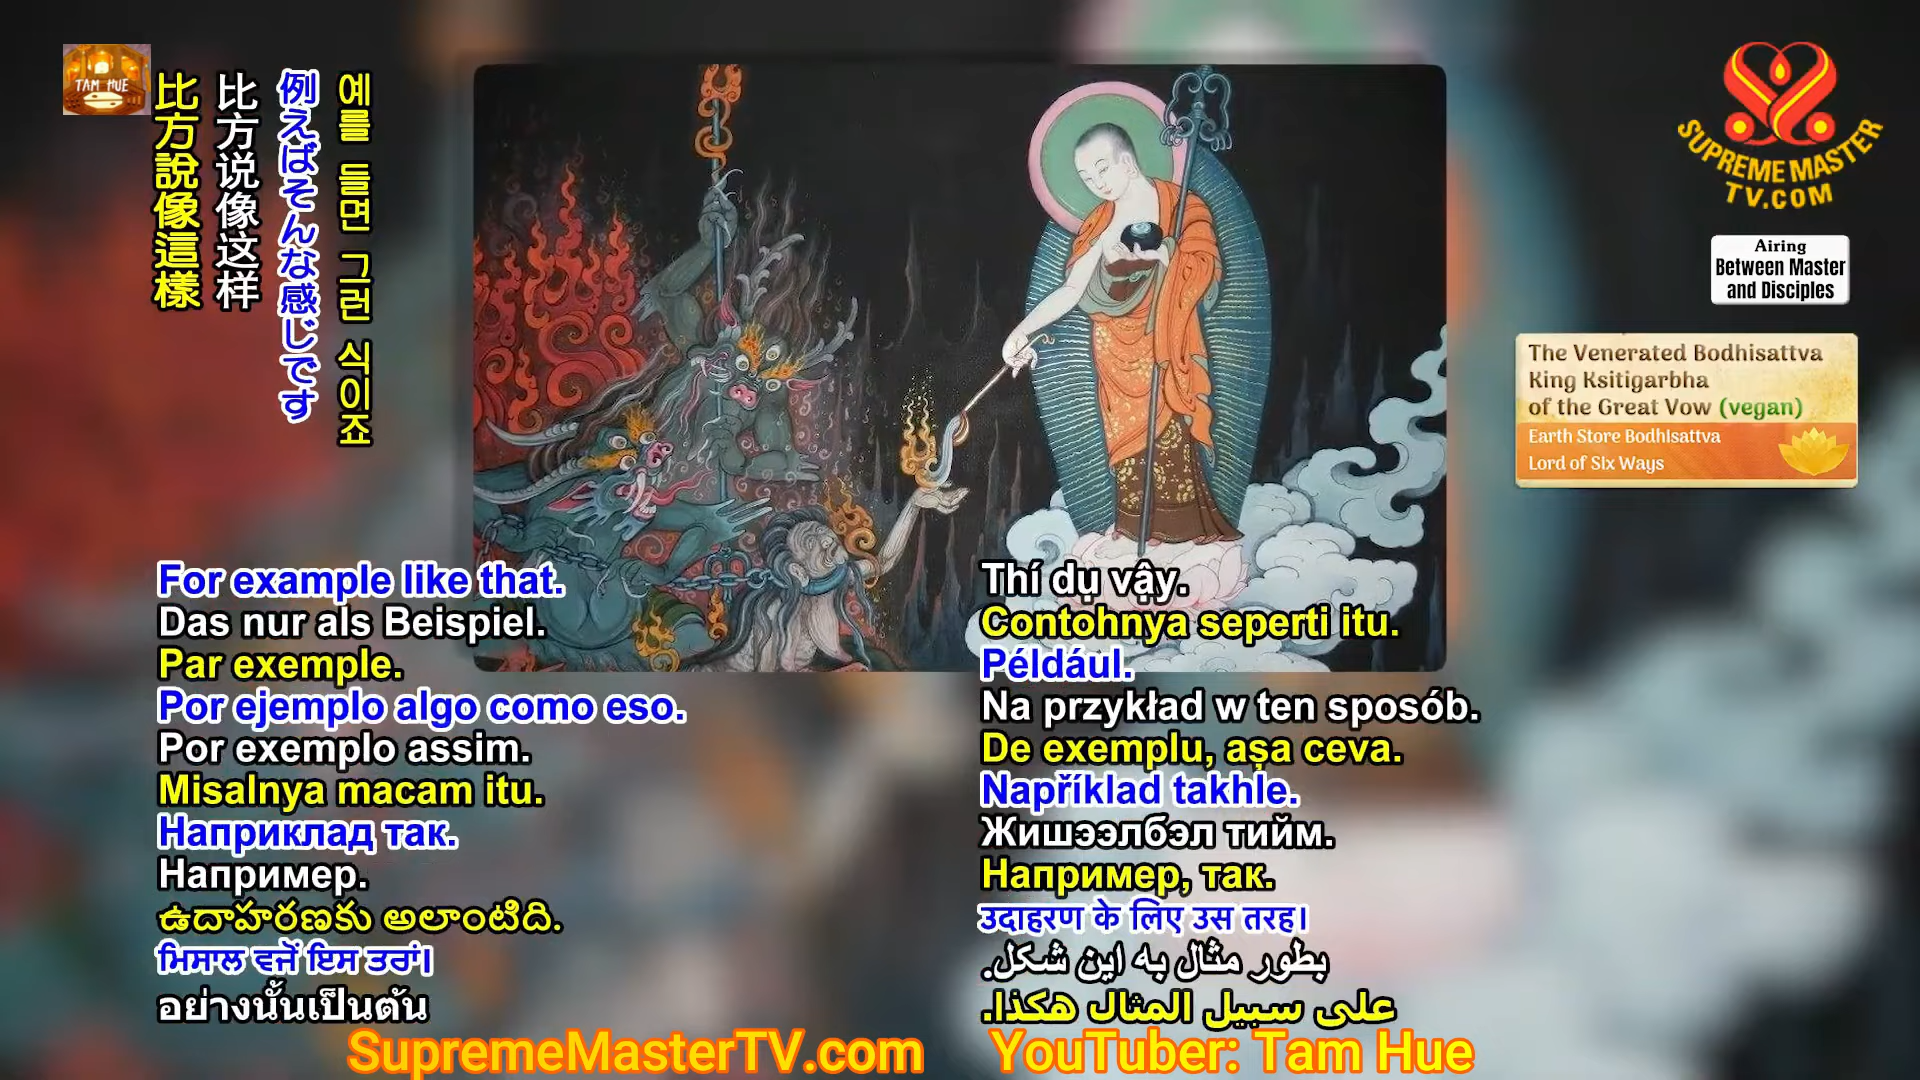 TAM HUE
比方說像這樣
比方说像这样
例えばそんな感じです
예를 들면 그런 식이죠
SUPREME MASTER
TV.COM
Airing
Between Master
and Disciples
The Venerated Bodhisattva
King Ksitigarbha
of the Great Vow (vegan)
Earth Store Bodhisattva
Lord of Six Ways
For example like that.
Das nur als Beispiel.
Par exemple.
Por ejemplo algo como eso.
Por exemplo assim.
Misalnya macam itu.
Наприклад так.
Например.
ఉదాహరణకు అలాంటిది.
ਮਿਸਾਲ ਵਜੋਂ ਇਸ ਤਰਾਂ।
อย่างนั้นเป็นต้น
Thí dụ vậy.
Contohnya seperti itu.
Például.
Na przykład w ten sposób.
De exemplu, așa ceva.
Například takhle.
Жишээлбэл тийм.
Например, так.
उदाहरण के लिए उस तरह।
بطور مثال به این شکل.
على سبيل المثال هكذا.
SupremeMasterTV.com
YouTuber: Tam Hue